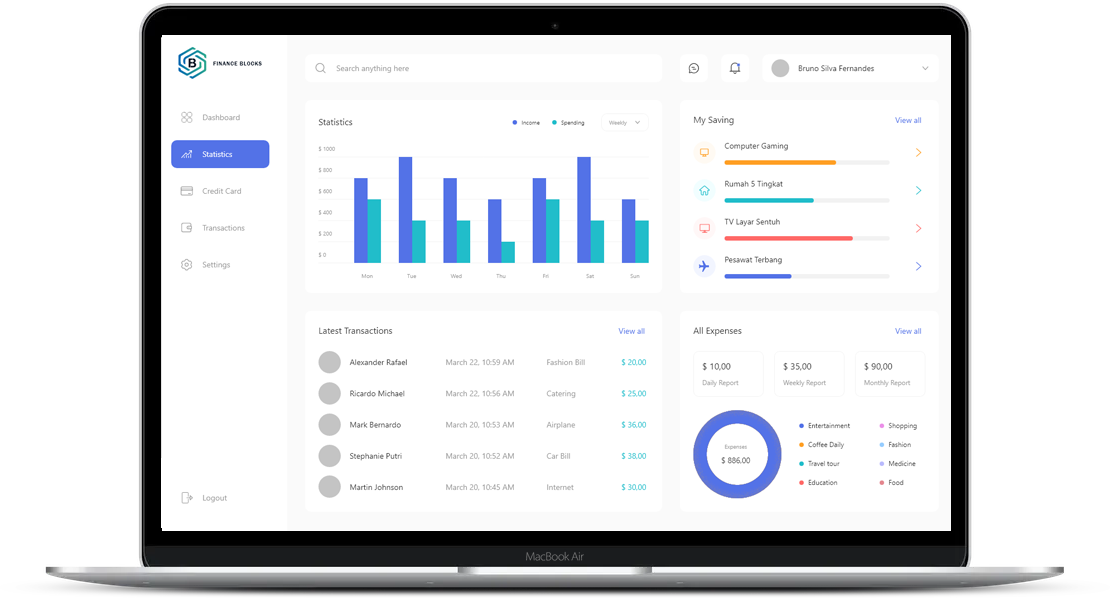 FINANCE BLOCKS
Search anything here
Bruno Silva Fernandes
Dashboard
Statistics
Credit Card
Transactions
Settings
Logout
Statistics
Income
Spending
Weekly
$ 1000
$ 800
$ 600
$ 400
$ 200
$ 0
Mon Tue Wed Thu Fri Sat Sun
My Saving
View all
Computer Gaming
Rumah 5 Tingkat
TV Layar Sentuh
Pesawat Terbang
Latest Transactions
View all
Alexander Rafael March 22, 10:59 AM Fashion Bill $ 20,00
Ricardo Michael March 22, 10:56 AM Catering $ 25,00
Mark Bernardo March 20, 10:53 AM Airplane $ 36,00
Stephanie Putri March 20, 10:52 AM Car Bill $ 38,00
Martin Johnson March 20, 10:45 AM Internet $ 30,00
All Expenses
View all
$ 10,00
Daily Report
$ 35,00
Weekly Report
$ 90,00
Monthly Report
Expenses
$ 886,00
Entertainment
Coffee Daily
Travel tour
Education
Shopping
Fashion
Medicine
Food
MacBook Air